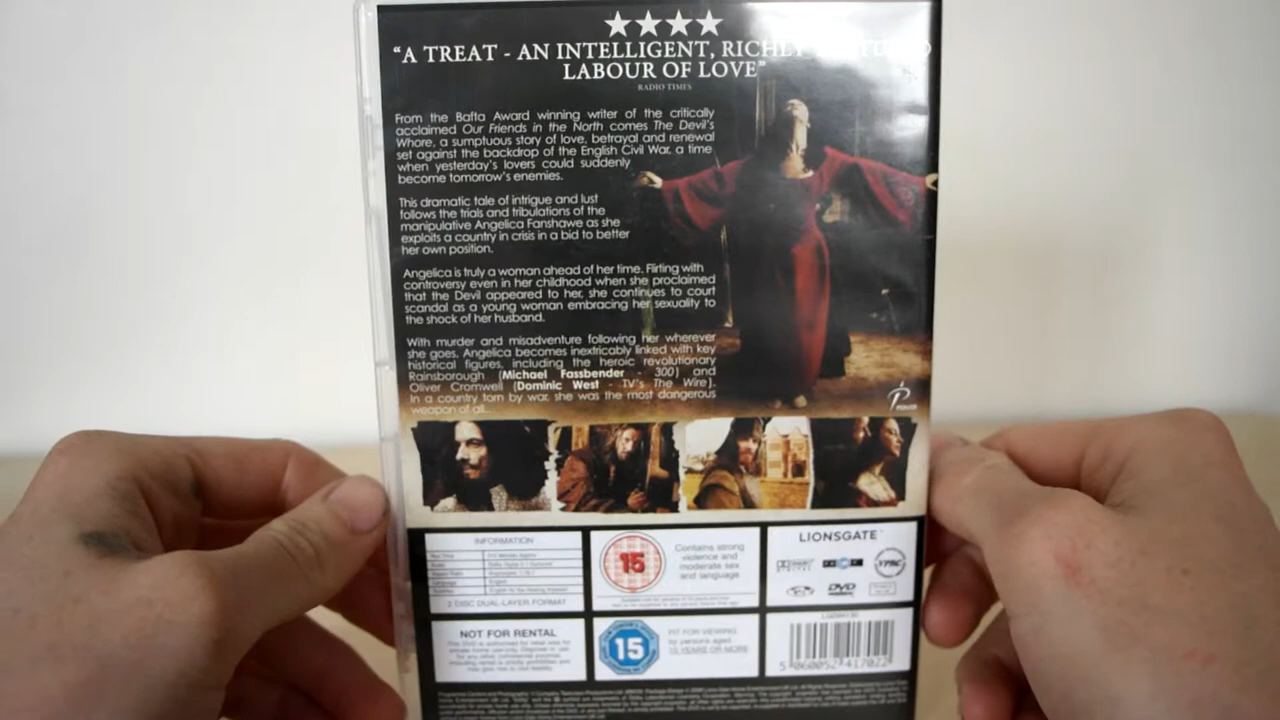 “A TREAT - AN INTELLIGENT, RICHLY
LABOUR OF LOVE”
RADIO TIMES
From the Bafta Award winning writer of the critically
acclaimed Our Friends in the North comes The Devil's
Whore, a sumptuous story of love, betrayal and renewal
set against the backdrop of the English Civil War, a time
when yesterday's lovers could suddenly
become tomorrow's enemies.
This dramatic tale of intrigue and lust
follows the trials and tribulations of the
manipulative Angelica Fanshawe as she
exploits a country in crisis in a bid to better
her own position.
Angelica is truly a woman ahead of her time. Flirting with
controversy even in her childhood when she proclaimed
that the Devil appeared to her, she continues to court
scandal as a young woman embracing her sexuality to
the shock of her husband.
With murder and misadventure following her wherever
she goes, Angelica becomes inextricably linked with key
historical figures, including the heroic revolutionary
Rainsborough (Michael Fassbender - 300) and
Oliver Cromwell (Dominic West - TV's The Wire).
In a country torn by war, she was the most dangerous
weapon of all...
POWER
INFORMATION
2 DISC DUAL-LAYER FORMAT
15
Contains strong
violence and
moderate sex
and language
LIONSGATE
DVD
NOT FOR RENTAL
15
FIT FOR VIEWING
by persons aged
15 YEARS OR MORE
5 060052 417022